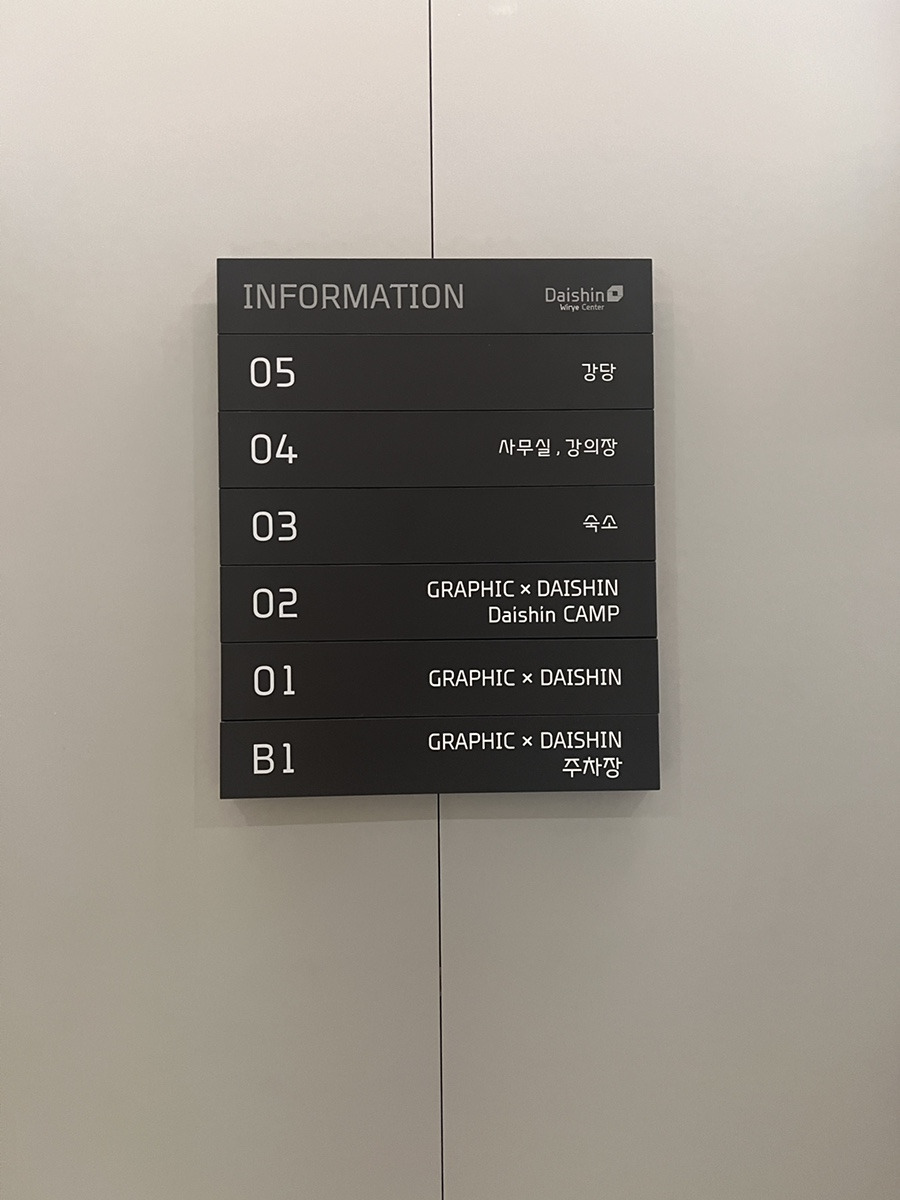 INFORMATION
Daishin
Wirye Center
05 강당
04 사무실, 강의장
03 숙소
02 GRAPHIC × DAISHIN
Daishin CAMP
01 GRAPHIC × DAISHIN
B1 GRAPHIC × DAISHIN
주차장